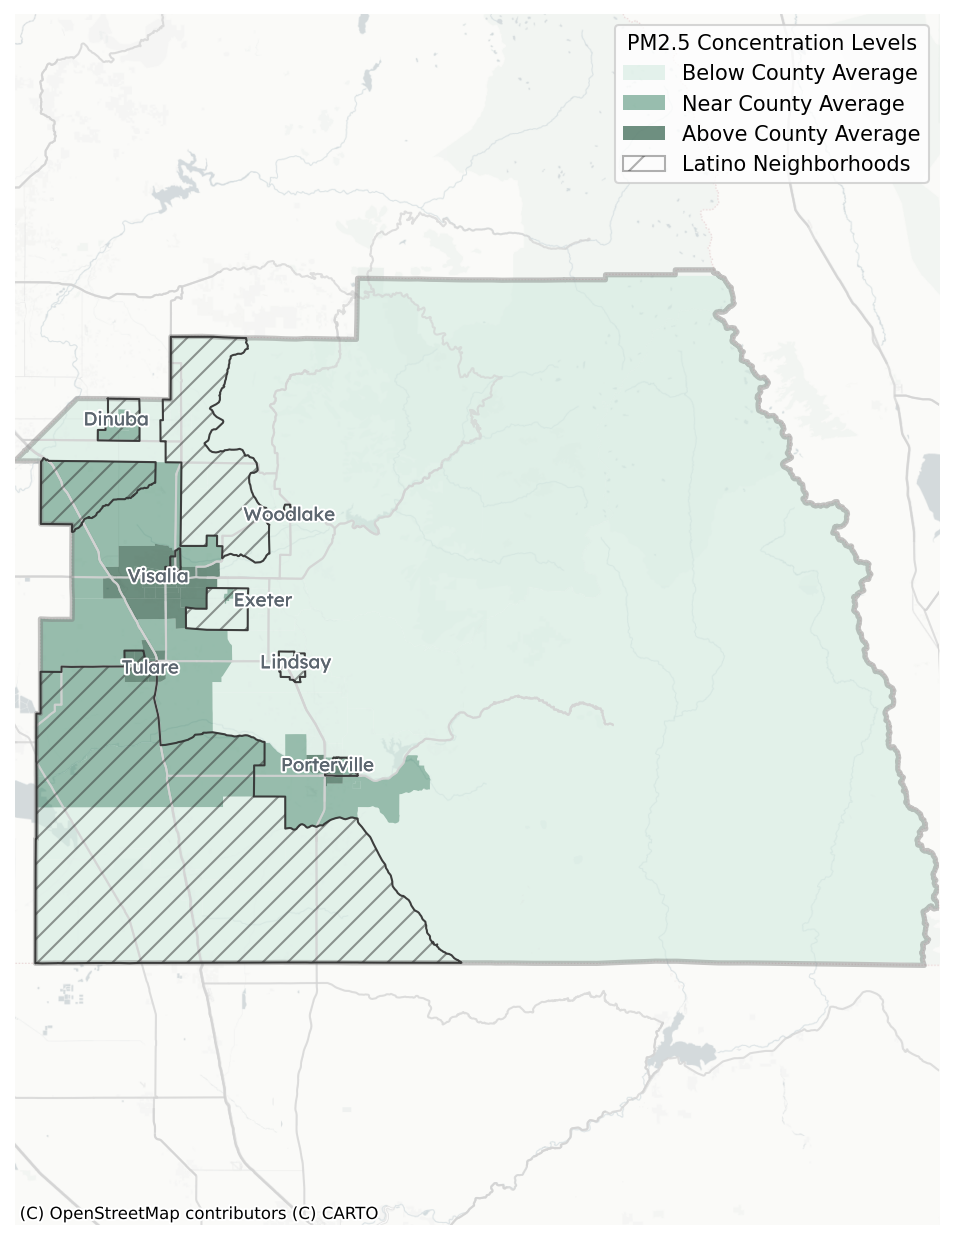 PM2.5 Concentration Levels
Below County Average
Near County Average
Above County Average
Latino Neighborhoods
Dinuba
Woodlake
Visalia
Exeter
Lindsay
Tulare
Porterville
(C) OpenStreetMap contributors (C) CARTO